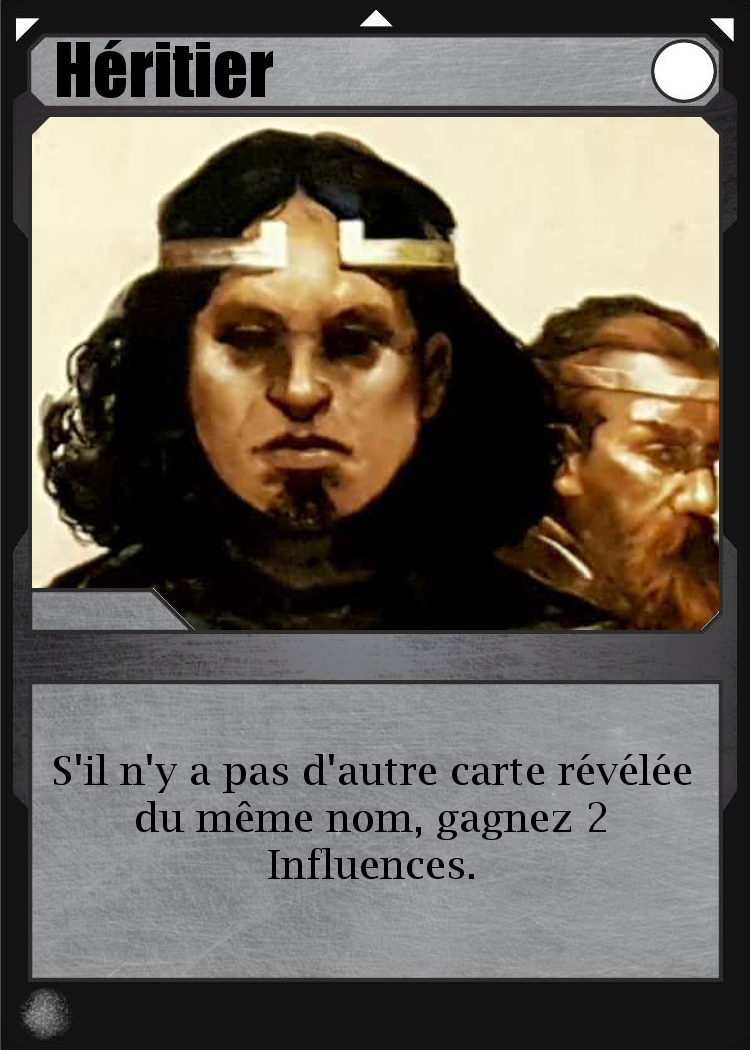 Héritier
S'il n'y a pas d'autre carte révélée
du même nom, gagnez 2
Influences.